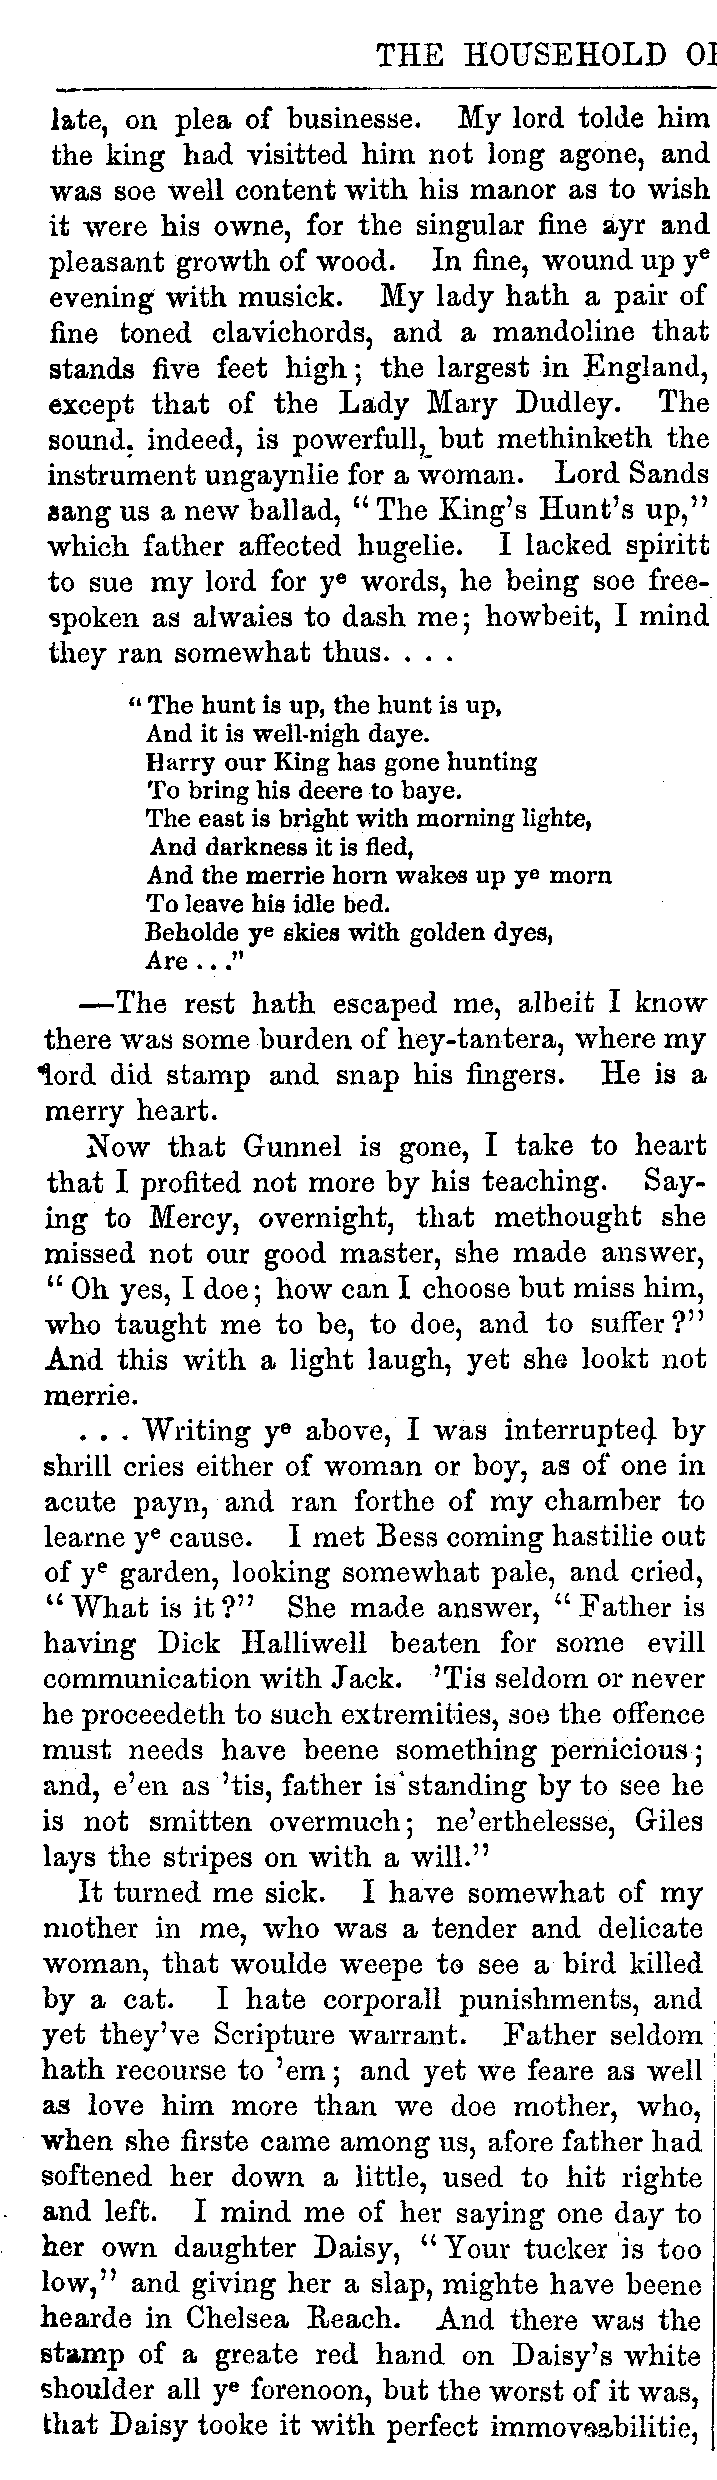 THE HOUSEHOLD OF
late, on plea of businesse. My lord tolde him
the king had visitted him not long agone, and
was soe well content with his manor as to wish
it were his owne, for the singular fine ayr and
pleasant growth of wood. In fine, wound up yᵉ
evening with musick. My lady hath a pair of
fine toned clavichords, and a mandoline that
stands five feet high; the largest in England,
except that of the Lady Mary Dudley. The
sound, indeed, is powerfull, but methinketh the
instrument ungaynlie for a woman. Lord Sands
sang us a new ballad, “The King’s Hunt’s up,”
which father affected hugelie. I lacked spiritt
to sue my lord for yᵉ words, he being soe free-
spoken as alwaies to dash me; howbeit, I mind
they ran somewhat thus. . . .
“The hunt is up, the hunt is up,
And it is well-nigh daye.
Harry our King has gone hunting
To bring his deere to baye.
The east is bright with morning lighte,
And darkness it is fled,
And the merrie horn wakes up yᵉ morn
To leave his idle bed.
Beholde yᵉ skies with golden dyes,
Are . . .”
—The rest hath escaped me, albeit I know
there was some burden of hey-tantera, where my
lord did stamp and snap his fingers. He is a
merry heart.
Now that Gunnel is gone, I take to heart
that I profited not more by his teaching. Say-
ing to Mercy, overnight, that methought she
missed not our good master, she made answer,
“Oh yes, I doe; how can I choose but miss him,
who taught me to be, to doe, and to suffer?”
And this with a light laugh, yet she lookt not
merrie.
. . . Writing yᵉ above, I was interrupted by
shrill cries either of woman or boy, as of one in
acute payn, and ran forthe of my chamber to
learne yᵉ cause. I met Bess coming hastilie out
of yᵉ garden, looking somewhat pale, and cried,
“What is it?” She made answer, “Father is
having Dick Halliwell beaten for some evill
communication with Jack. ’Tis seldom or never
he proceedeth to such extremities, soe the offence
must needs have beene something pernicious;
and, e’en as ’tis, father is standing by to see he
is not smitten overmuch; ne’erthelesse, Giles
lays the stripes on with a will.”
It turned me sick. I have somewhat of my
mother in me, who was a tender and delicate
woman, that woulde weepe to see a bird killed
by a cat. I hate corporall punishments, and
yet they’ve Scripture warrant. Father seldom
hath recourse to ’em; and yet we feare as well
as love him more than we doe mother, who,
when she firste came among us, afore father had
softened her down a little, used to hit righte
and left. I mind me of her saying one day to
her own daughter Daisy, “Your tucker is too
low,” and giving her a slap, mighte have beene
hearde in Chelsea Reach. And there was the
stamp of a greate red hand on Daisy’s white
shoulder all yᵉ forenoon, but the worst of it was,
that Daisy tooke it with perfect immoveabilitie,